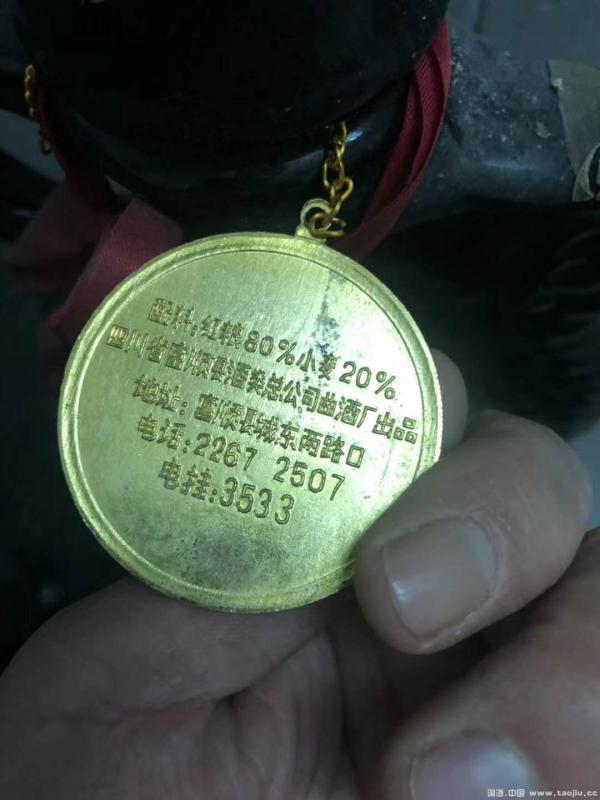 配料:红粮80%小麦20%
四川省富顺县酒类总公司曲酒厂出品
地址:富顺县城东两路口
电话:2267 2507
电挂:3533
淘酒.中国 www.taojiu.cc